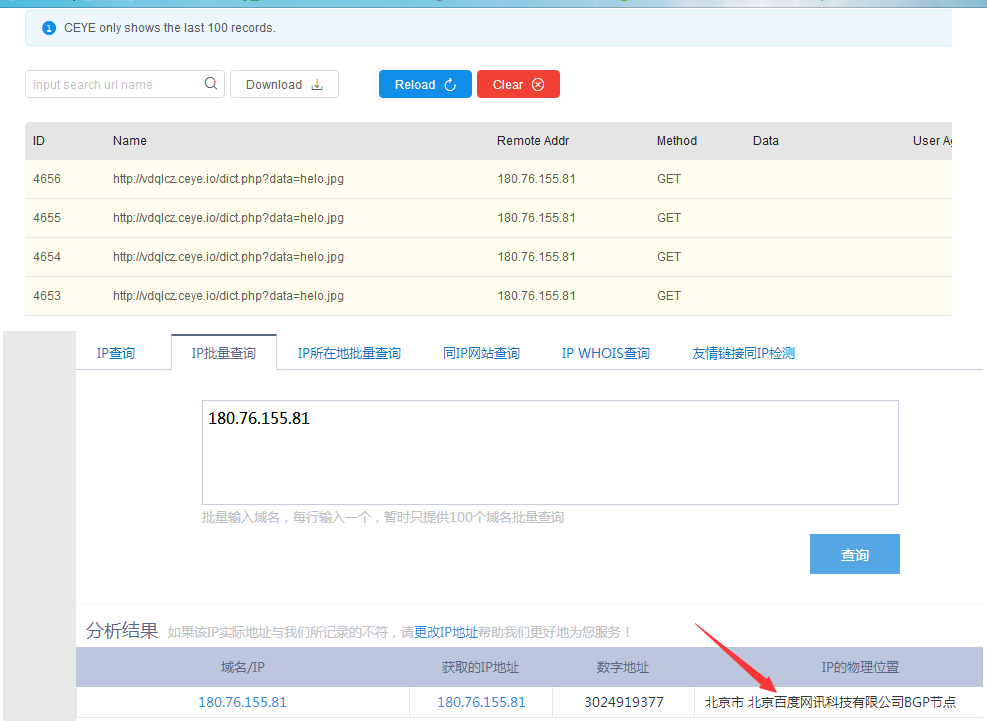 CEYE only shows the last 100 records.
input search url name Download Reload Clear
ID Name Remote Addr Method Data User Ag
4656 http://vdqlcz.ceye.io/dict.php?data=helo.jpg 180.76.155.81 GET
4655 http://vdqlcz.ceye.io/dict.php?data=helo.jpg 180.76.155.81 GET
4654 http://vdqlcz.ceye.io/dict.php?data=helo.jpg 180.76.155.81 GET
4653 http://vdqlcz.ceye.io/dict.php?data=helo.jpg 180.76.155.81 GET
IP查询 IP批量查询 IP所在地批量查询 同IP网站查询 IP WHOIS查询 友情链接同IP检测
180.76.155.81
批量输入域名，每行输入一个，暂时只提供100个域名批量查询
查询
分析结果 如果该IP实际地址与我们所记录的不符，请更改IP地址帮助我们更好地为您服务！
域名/IP 获取的IP地址 数字地址 IP的物理位置
180.76.155.81 180.76.155.81 3024919377 北京市 北京百度网讯科技有限公司BGP节点